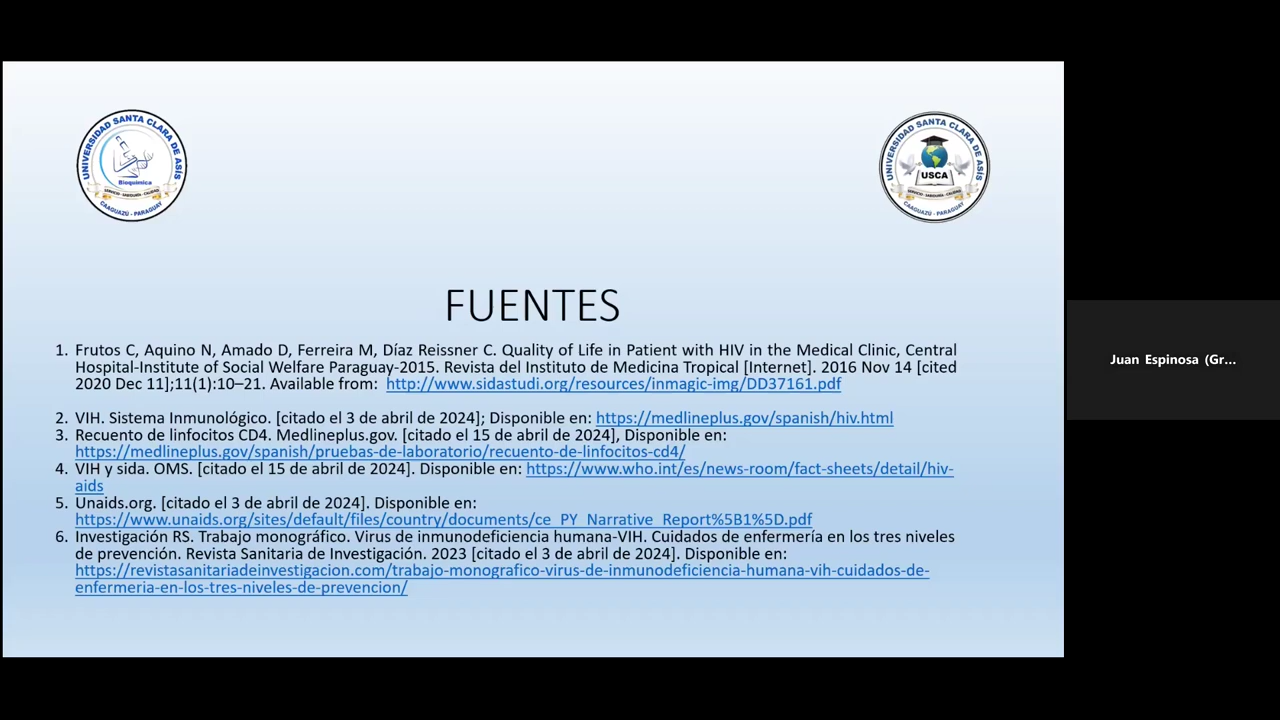 UNIVERSIDAD SANTA CLARA DE ASIS
Bioquímica
SERVICIO - SABIDURÍA - CALIDAD
CAAGUAZÚ - PARAGUAY
UNIVERSIDAD SANTA CLARA DE ASIS
USCA
SERVICIO - SABIDURÍA - CALIDAD
CAAGUAZÚ - PARAGUAY
FUENTES
1. Frutos C, Aquino N, Amado D, Ferreira M, Díaz Reissner C. Quality of Life in Patient with HIV in the Medical Clinic, Central
Hospital-Institute of Social Welfare Paraguay-2015. Revista del Instituto de Medicina Tropical [Internet]. 2016 Nov 14 [cited
2020 Dec 11];11(1):10–21. Available from: http://www.sidastudi.org/resources/inmagic-img/DD37161.pdf
2. VIH. Sistema Inmunológico. [citado el 3 de abril de 2024]; Disponible en: https://medlineplus.gov/spanish/hiv.html
3. Recuento de linfocitos CD4. Medlineplus.gov. [citado el 15 de abril de 2024], Disponible en:
https://medlineplus.gov/spanish/pruebas-de-laboratorio/recuento-de-linfocitos-cd4/
4. VIH y sida. OMS. [citado el 15 de abril de 2024]. Disponible en: https://www.who.int/es/news-room/fact-sheets/detail/hiv-
aids
5. Unaids.org. [citado el 3 de abril de 2024]. Disponible en:
https://www.unaids.org/sites/default/files/country/documents/ce_PY_Narrative_Report%5B1%5D.pdf
6. Investigación RS. Trabajo monográfico. Virus de inmunodeficiencia humana-VIH. Cuidados de enfermería en los tres niveles
de prevención. Revista Sanitaria de Investigación. 2023 [citado el 3 de abril de 2024]. Disponible en:
https://revistasanitariadeinvestigacion.com/trabajo-monografico-virus-de-inmunodeficiencia-humana-vih-cuidados-de-
enfermeria-en-los-tres-niveles-de-prevencion/
Juan Espinosa (Gr...